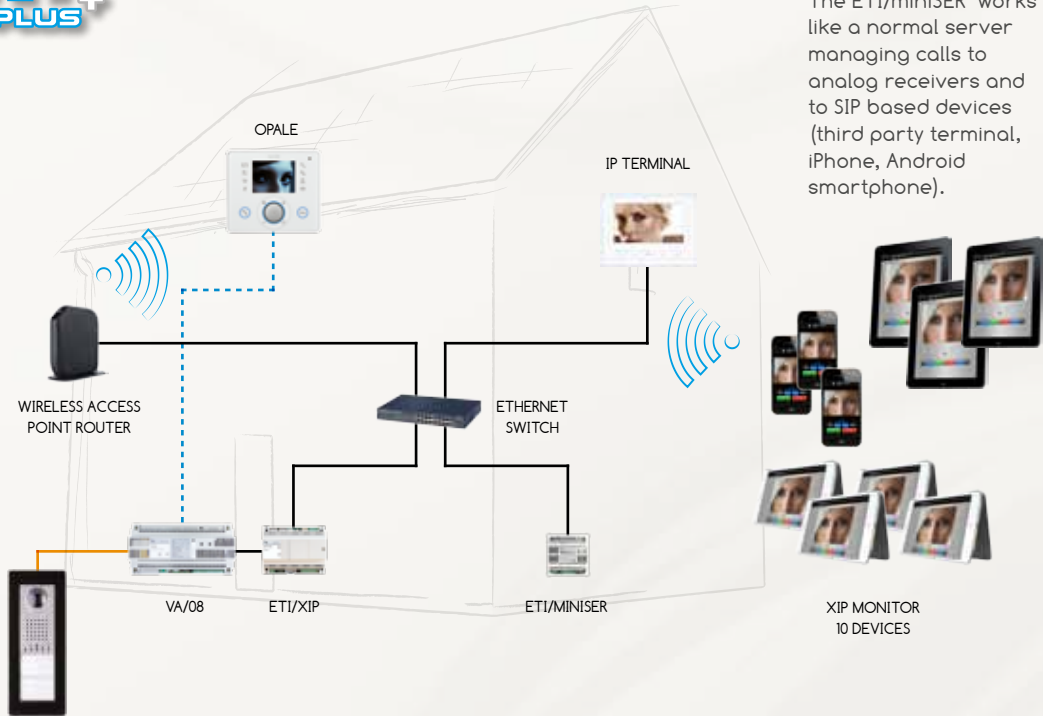 PLUS
The ETI/miniSER works
like a normal server
managing calls to
analog receivers and
to SIP based devices
(third party terminal,
iPhone, Android
smartphone).
OPALE
IP TERMINAL
WIRELESS ACCESS
POINT ROUTER
ETHERNET
SWITCH
VA/08
ETI/XIP
ETI/MINISER
XIP MONITOR
10 DEVICES